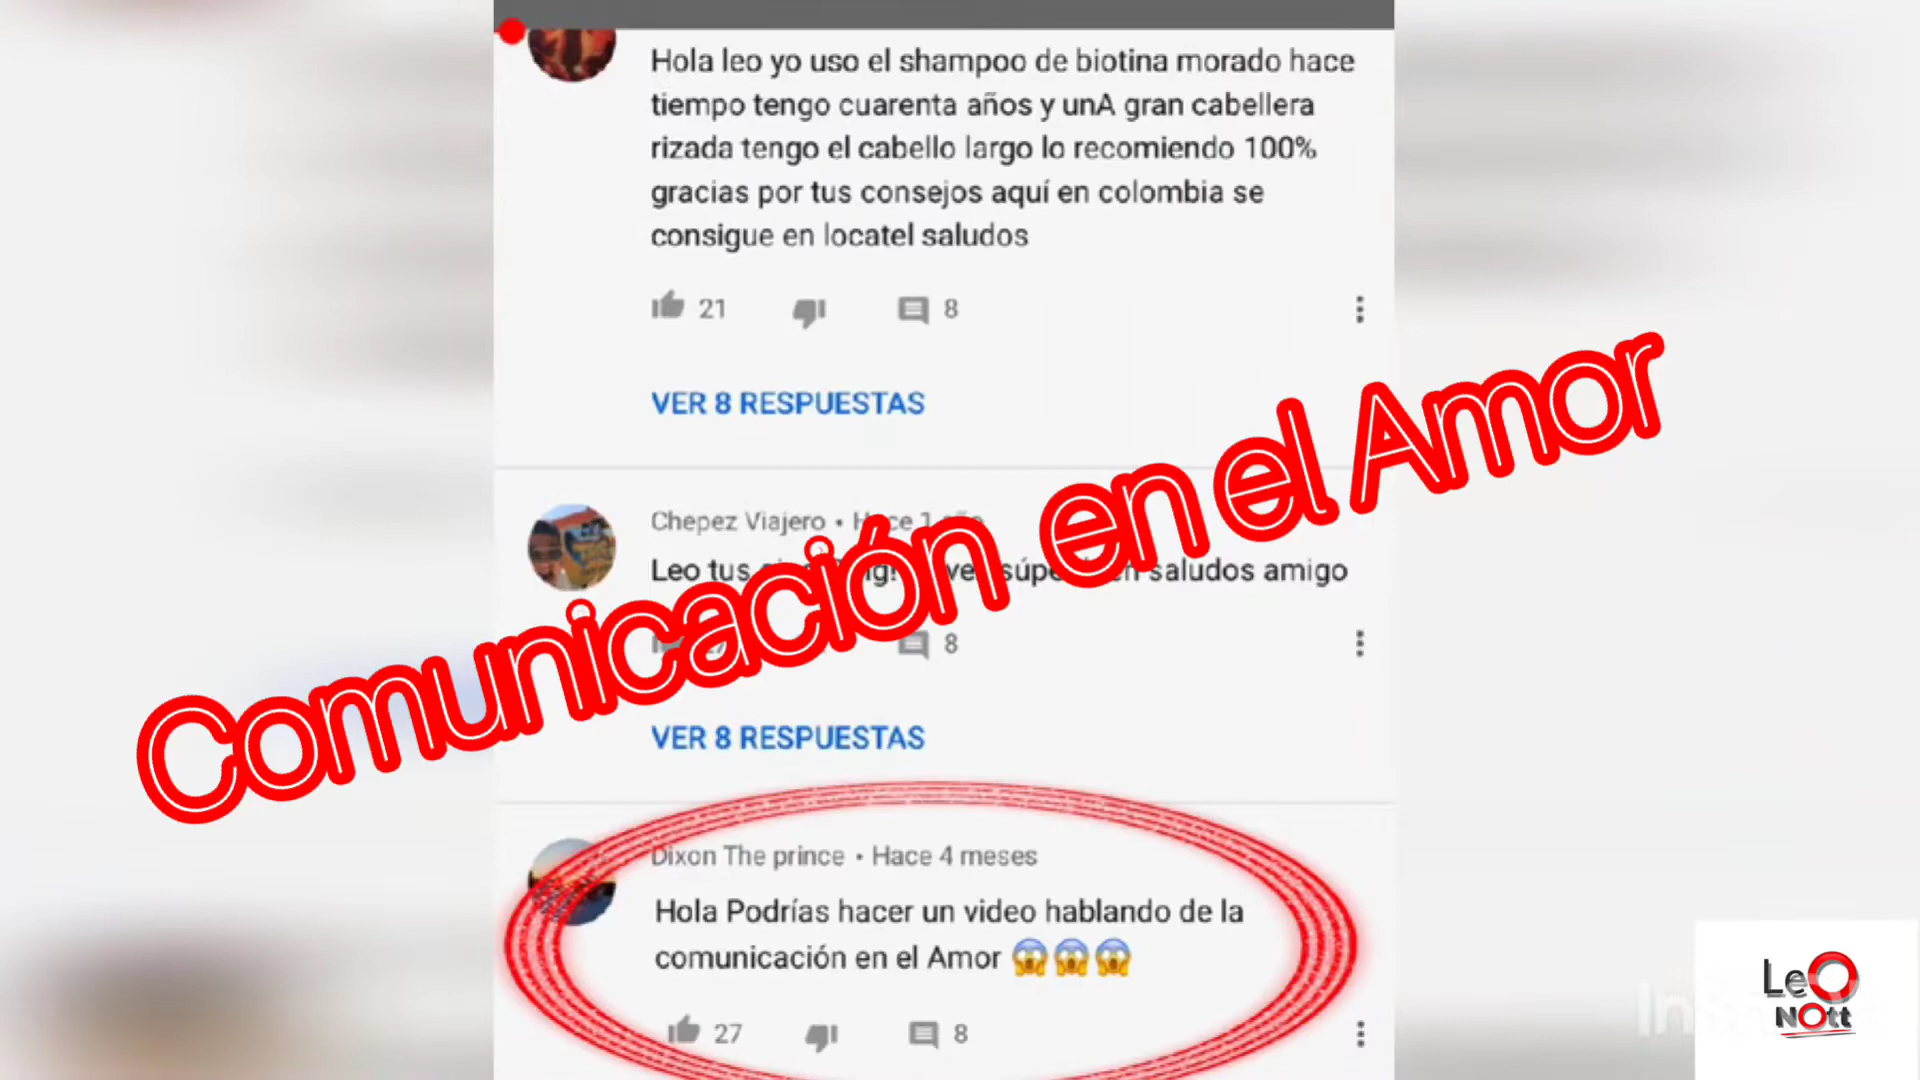 Hola leo yo uso el shampoo de biotina morado hace
tiempo tengo cuarenta años y unA gran cabellera
rizada tengo el cabello largo lo recomiendo 100%
gracias por tus consejos aquí en colombia se
consigue en locatel saludos
21
8
VER 8 RESPUESTAS
Chepez Viajero • Hace 1 año
Leo tus saludos amigo
8
VER 8 RESPUESTAS
Comunicación en el Amor
Dixon The prince • Hace 4 meses
Hola Podrías hacer un video hablando de la
comunicación en el Amor 😱😱😱
27
8
LeO
NOtt